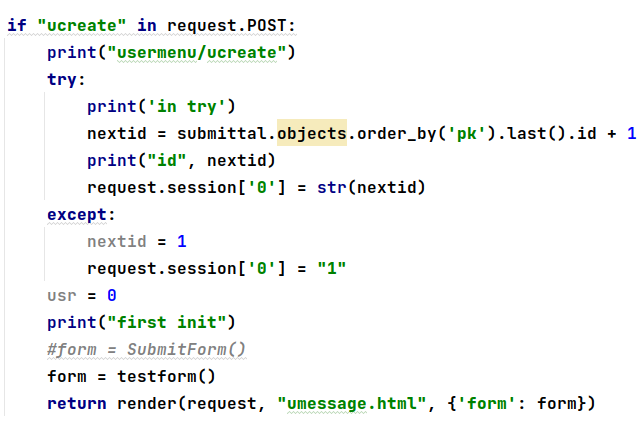 if "ucreate" in request.POST:
    print("usermenu/ucreate")
    try:
        print('in try')
        nextid = submittal.objects.order_by('pk').last().id + 1
        print("id", nextid)
        request.session['0'] = str(nextid)
    except:
        nextid = 1
        request.session['0'] = "1"
    usr = 0
    print("first init")
    #form = SubmitForm()
    form = testform()
    return render(request, "umessage.html", {'form': form})